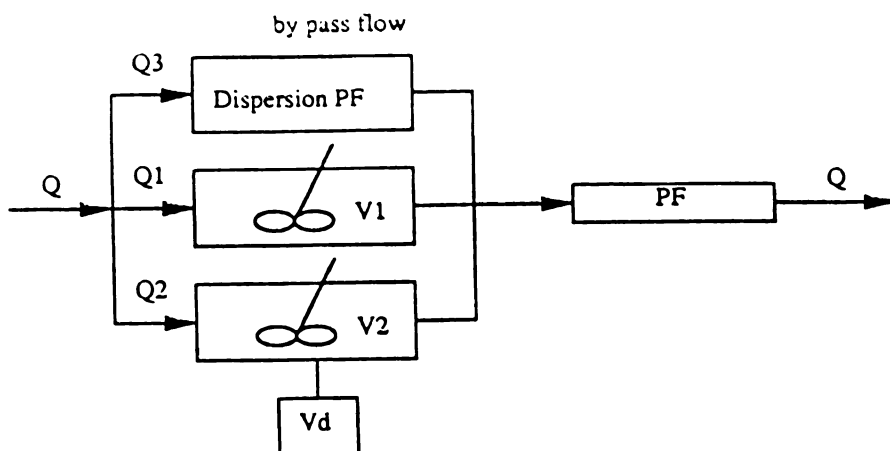 by pass flow
Q3
Dispersion PF
Q
Q1
V1
PF
Q
Q2
V2
Vd